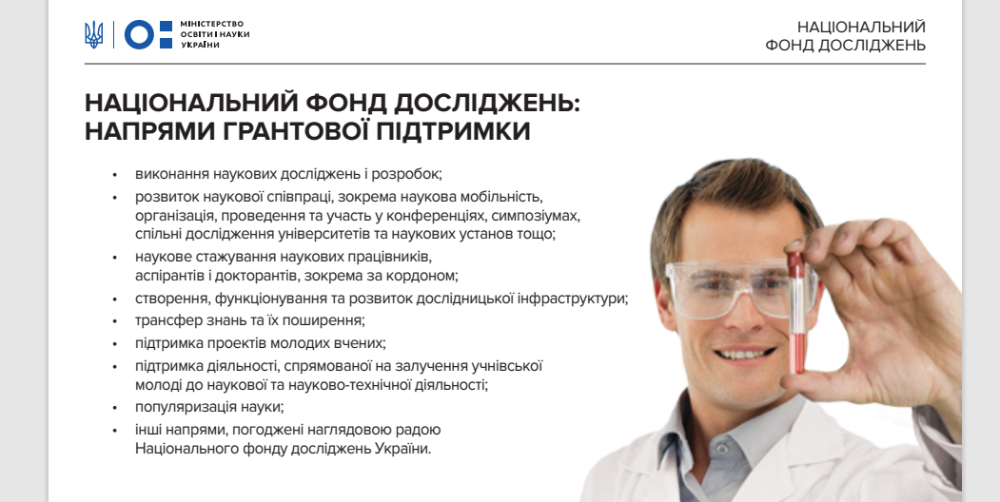 МІНІСТЕРСТВО
ОСВІТИ І НАУКИ
УКРАЇНИ
НАЦІОНАЛЬНИЙ
ФОНД ДОСЛІДЖЕНЬ
НАЦІОНАЛЬНИЙ ФОНД ДОСЛІДЖЕНЬ:
НАПРЯМИ ГРАНТОВОЇ ПІДТРИМКИ
• виконання наукових досліджень і розробок;
• розвиток наукової співпраці, зокрема наукова мобільність,
організація, проведення та участь у конференціях, симпозіумах,
спільні дослідження університетів та наукових установ тощо;
• наукове стажування наукових працівників,
аспірантів і докторантів, зокрема за кордоном;
• створення, функціонування та розвиток дослідницької інфраструктури;
• трансфер знань та їх поширення;
• підтримка проектів молодих вчених;
• підтримка діяльності, спрямованої на залучення учнівської
молоді до наукової та науково-технічної діяльності;
• популяризація науки;
• інші напрями, погоджені наглядовою радою
Національного фонду досліджень України.